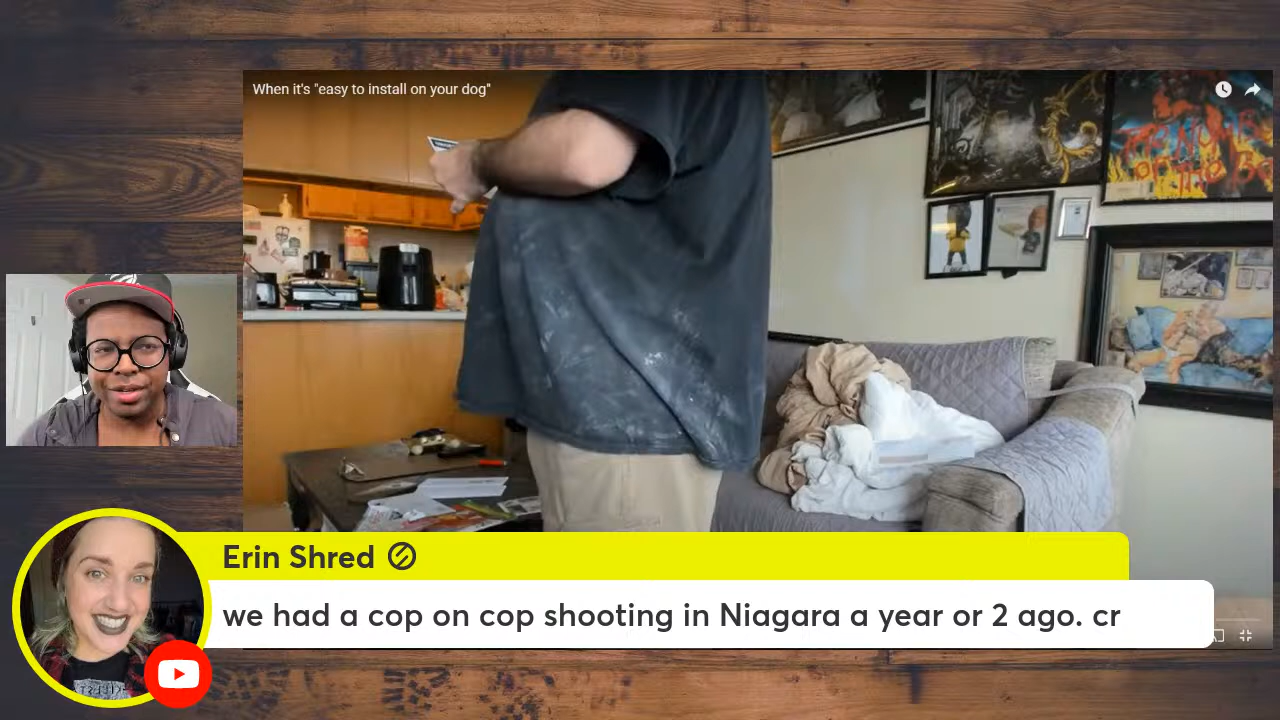 When it's "easy to install on your dog"
Erin Shred
we had a cop on cop shooting in Niagara a year or 2 ago. cr